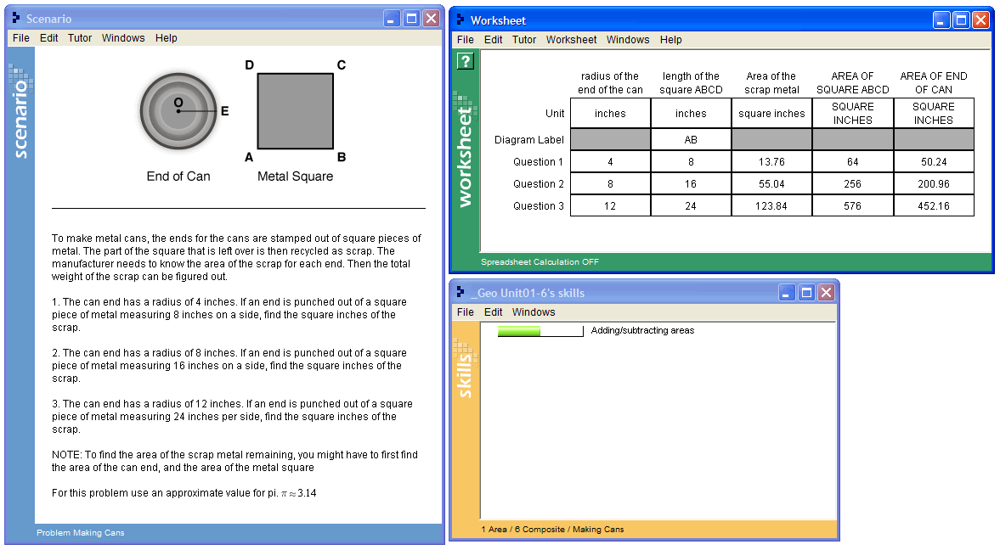 Scenario
File Edit Tutor Windows Help
scenario
D C
O
E
A B
End of Can Metal Square
To make metal cans, the ends for the cans are stamped out of square pieces of
metal. The part of the square that is left over is then recycled as scrap. The
manufacturer needs to know the area of the scrap for each end. Then the total
weight of the scrap can be figured out.
1. The can end has a radius of 4 inches. If an end is punched out of a square
piece of metal measuring 8 inches on a side, find the square inches of the
scrap.
2. The can end has a radius of 8 inches. If an end is punched out of a square
piece of metal measuring 16 inches on a side, find the square inches of the
scrap.
3. The can end has a radius of 12 inches. If an end is punched out of a square
piece of metal measuring 24 inches per side, find the square inches of the
scrap.
NOTE: To find the area of the scrap metal remaining, you might have to first find
the area of the can end, and the area of the metal square
For this problem use an approximate value for pi. π ≈ 3.14
Problem Making Cans
Worksheet
File Edit Tutor Worksheet Windows Help
?
worksheet
radius of the length of the Area of the AREA OF AREA OF END
end of the can square ABCD scrap metal SQUARE ABCD OF CAN
Unit inches inches square inches SQUARE INCHES SQUARE INCHES
Diagram Label AB
Question 1 4 8 13.76 64 50.24
Question 2 8 16 55.04 256 200.96
Question 3 12 24 123.84 576 452.16
Spreadsheet Calculation OFF
_Geo Unit01-6's skills
File Edit Windows
skills
Adding/subtracting areas
1 Area / 6 Composite / Making Cans